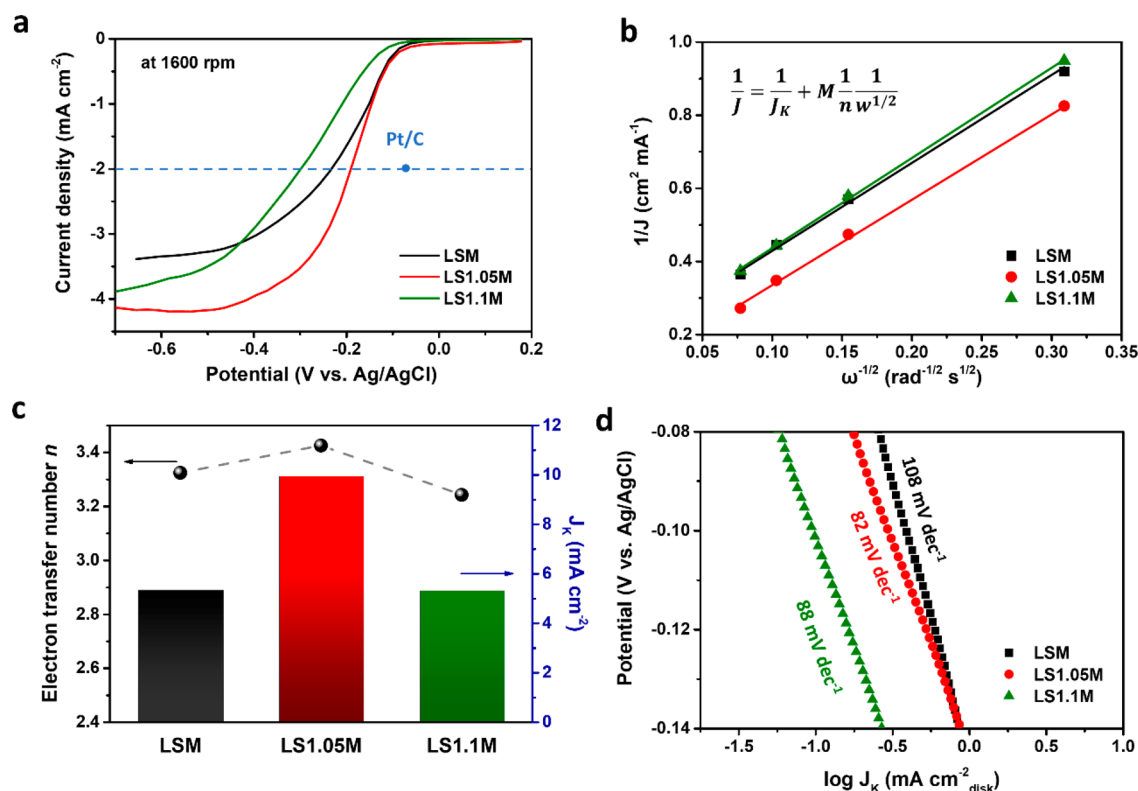 a
at 1600 rpm
Pt/C
LSM
LS1.05M
LS1.1M
0
-1
-2
-3
-4
-0.6
-0.4
-0.2
0.0
0.2
Current density (mA cm⁻²)
Potential (V vs. Ag/AgCl)
b
1/J = 1/J_K + M 1/n 1/w^1/2
LSM
LS1.05M
LS1.1M
1.0
0.8
0.6
0.4
0.2
0.05
0.10
0.15
0.20
0.25
0.30
0.35
1/J (cm² mA⁻¹)
ω⁻¹/² (rad⁻¹/² s¹/²)
c
3.4
3.2
3.0
2.8
2.6
2.4
Electron transfer number n
12
10
8
6
4
2
0
J_K (mA cm⁻²)
LSM
LS1.05M
LS1.1M
d
-0.08
-0.10
-0.12
-0.14
Potential (V vs. Ag/AgCl)
108 mV dec⁻¹
82 mV dec⁻¹
88 mV dec⁻¹
LSM
LS1.05M
LS1.1M
-1.5
-1.0
-0.5
0.0
0.5
1.0
log J_K (mA cm⁻²_disk)